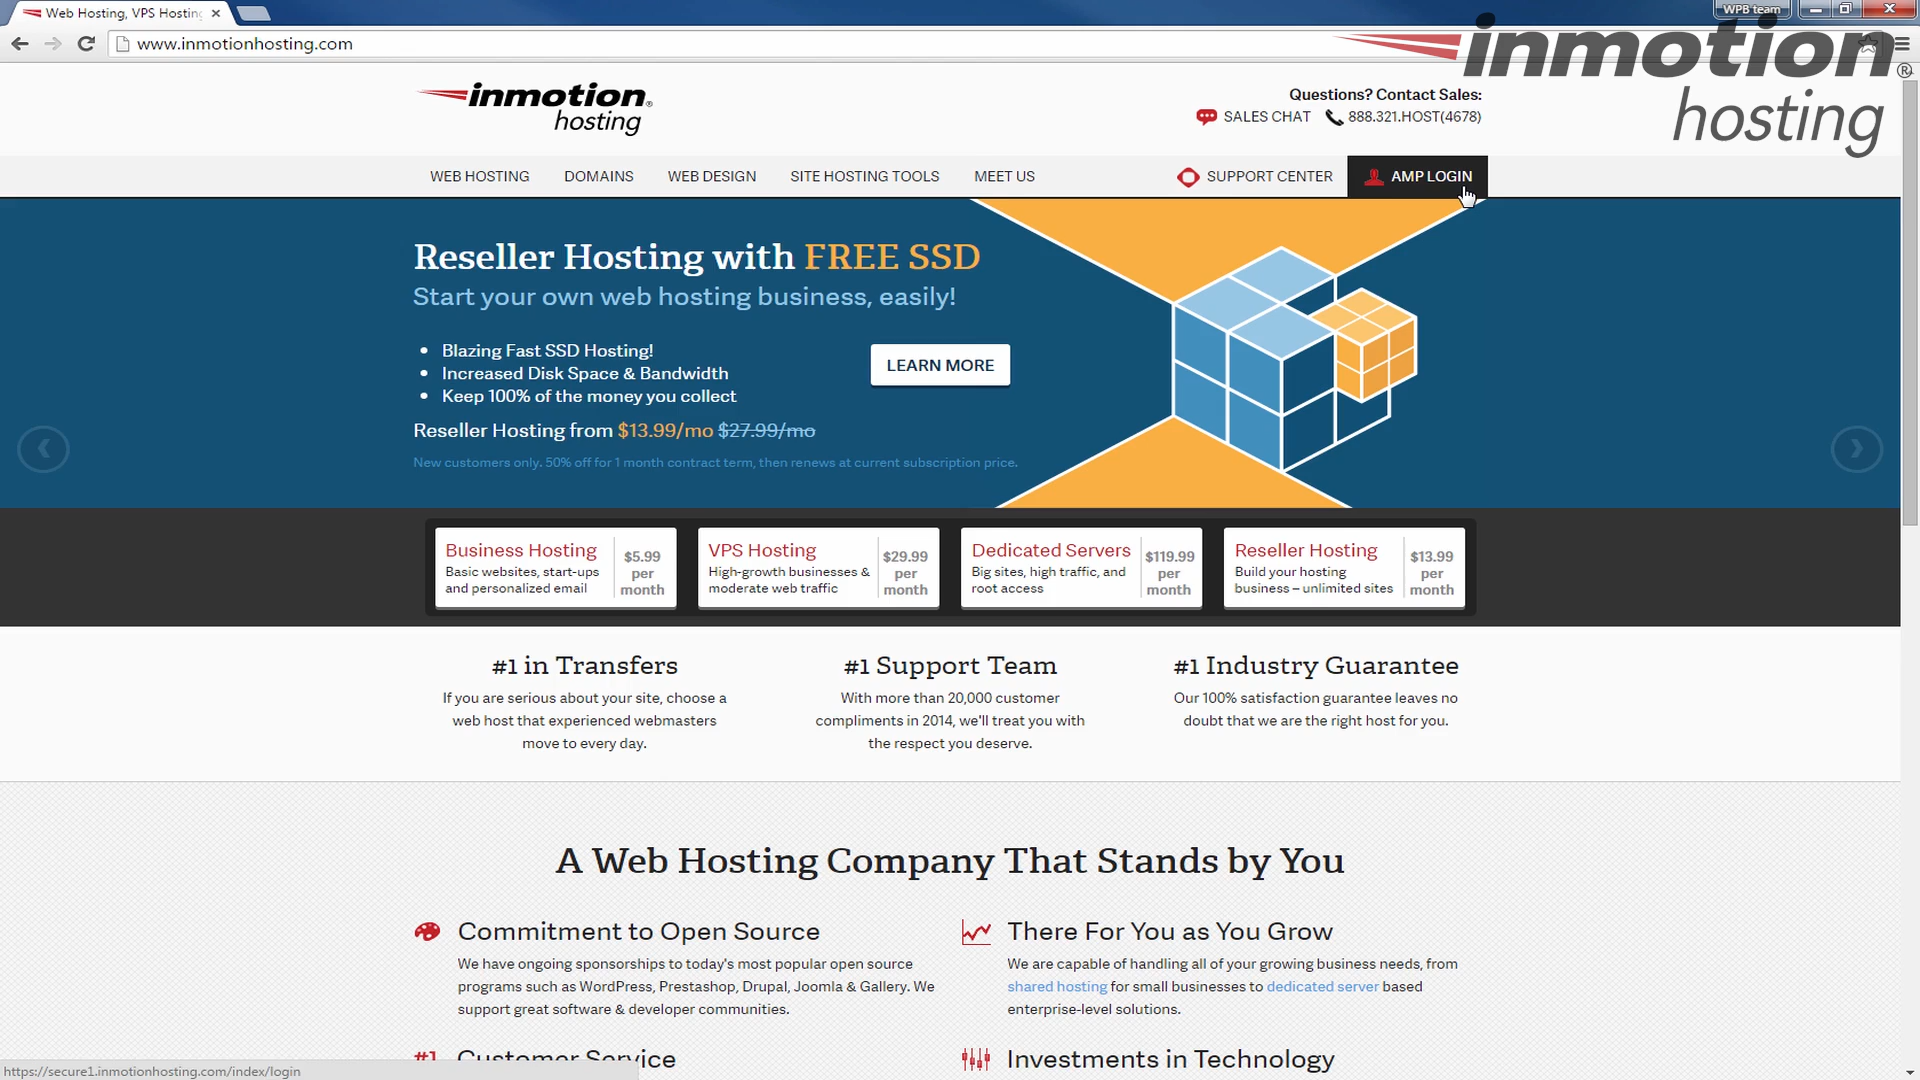 Web Hosting, VPS Hosting
WPB team
www.inmotionhosting.com
inmotion
hosting
®
inmotion
hosting
Questions? Contact Sales:
SALES CHAT
888.321.HOST(4678)
WEB HOSTING
DOMAINS
WEB DESIGN
SITE HOSTING TOOLS
MEET US
SUPPORT CENTER
AMP LOGIN
Reseller Hosting with FREE SSD
Start your own web hosting business, easily!
• Blazing Fast SSD Hosting!
• Increased Disk Space & Bandwidth
• Keep 100% of the money you collect
LEARN MORE
Reseller Hosting from $13.99/mo $27.99/mo
New customers only. 50% off for 1 month contract term, then renews at current subscription price.
Business Hosting
Basic websites, start-ups
and personalized email
$5.99
per
month
VPS Hosting
High-growth businesses &
moderate web traffic
$29.99
per
month
Dedicated Servers
Big sites, high traffic, and
root access
$119.99
per
month
Reseller Hosting
Build your hosting
business – unlimited sites
$13.99
per
month
#1 in Transfers
If you are serious about your site, choose a
web host that experienced webmasters
move to every day.
#1 Support Team
With more than 20,000 customer
compliments in 2014, we'll treat you with
the respect you deserve.
#1 Industry Guarantee
Our 100% satisfaction guarantee leaves no
doubt that we are the right host for you.
A Web Hosting Company That Stands by You
Commitment to Open Source
We have ongoing sponsorships to today's most popular open source
programs such as WordPress, Prestashop, Drupal, Joomla & Gallery. We
support great software & developer communities.
There For You as You Grow
We are capable of handling all of your growing business needs, from
shared hosting for small businesses to dedicated server based
enterprise-level solutions.
#1 Customer Service
Investments in Technology
https://secure1.inmotionhosting.com/index/login